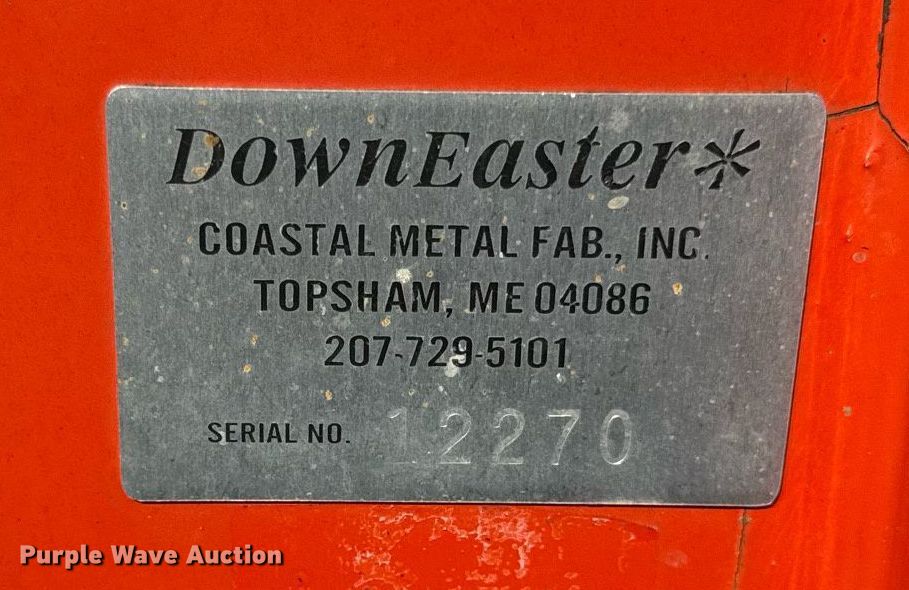 DownEaster*
COASTAL METAL FAB., INC.
TOPSHAM, ME 04086
207-729-5101
SERIAL NO. 12270
Purple Wave Auction